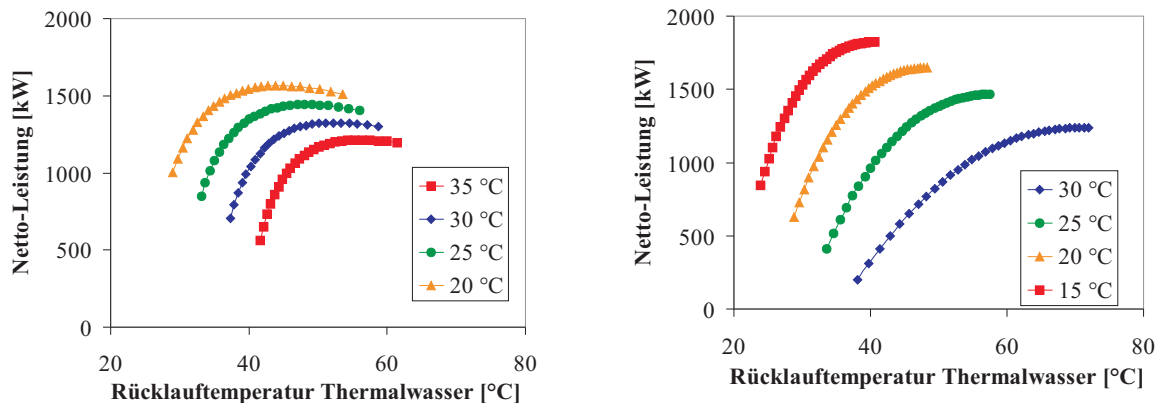 Netto-Leistung [kW]
2000
1500
1000
500
0
20
40
60
80
Rücklauftemperatur Thermalwasser [°C]
35 °C
30 °C
25 °C
20 °C
Netto-Leistung [kW]
2000
1500
1000
500
0
20
40
60
80
Rücklauftemperatur Thermalwasser [°C]
30 °C
25 °C
20 °C
15 °C